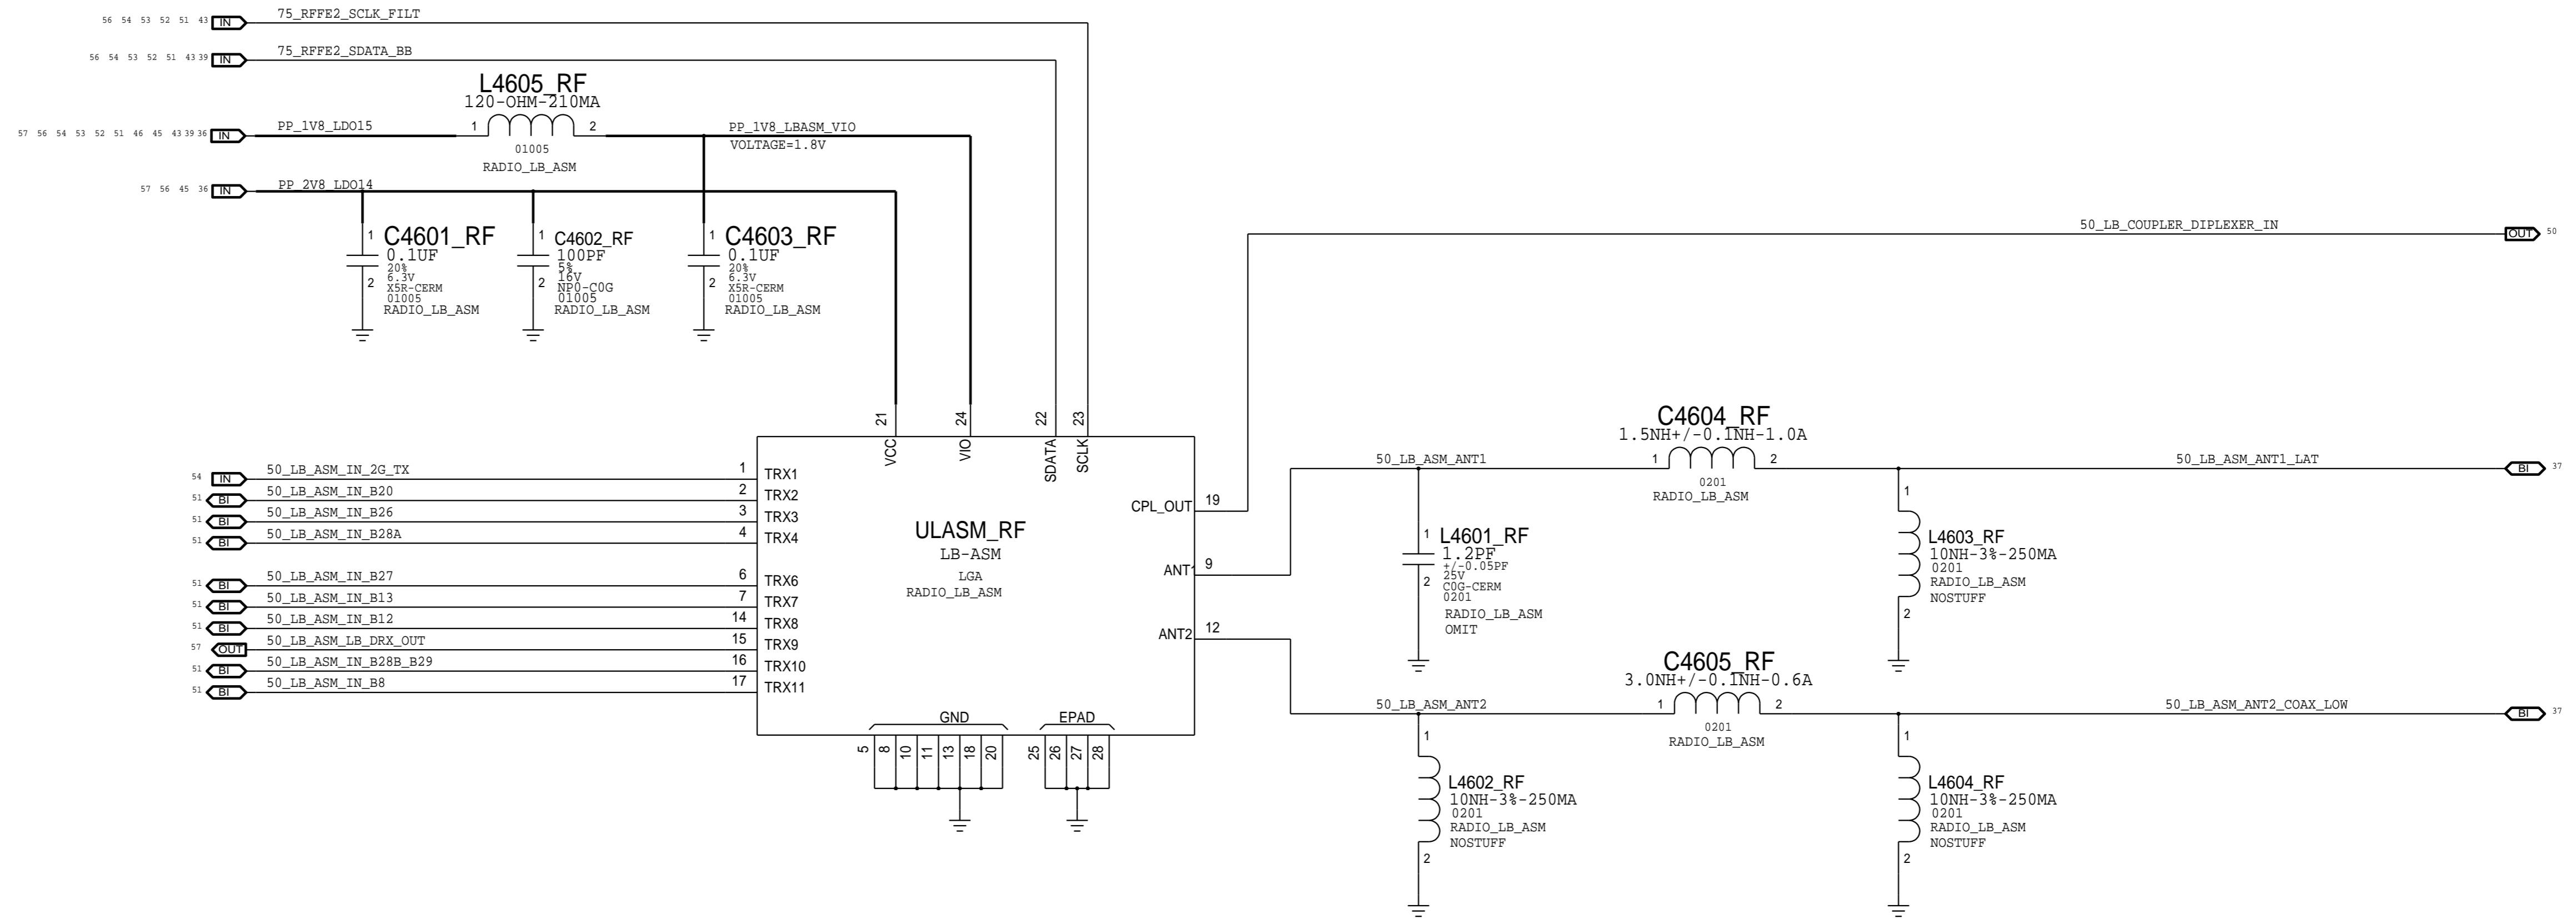 56 54 53 52 51 43 IN 75_RFFE2_SCLK_FILT
56 54 53 52 51 43 39 IN 75_RFFE2_SDATA_BB
L4605_RF
120-OHM-210MA
57 56 54 53 52 51 46 45 43 39 36 IN PP_1V8_LDO15 1 2 PP_1V8_LBASM_VIO
VOLTAGE=1.8V
01005
RADIO_LB_ASM
57 56 45 36 IN PP_2V8_LDO14
1 C4601_RF
0.1UF
20%
6.3V
2 X5R-CERM
01005
RADIO_LB_ASM
1 C4602_RF
100PF
5%
16V
2 NP0-C0G
01005
RADIO_LB_ASM
1 C4603_RF
0.1UF
20%
6.3V
2 X5R-CERM
01005
RADIO_LB_ASM
50_LB_COUPLER_DIPLEXER_IN OUT 50
21 24 22 23
VCC VIO SDATA SCLK
54 IN 50_LB_ASM_IN_2G_TX 1 TRX1
51 BI 50_LB_ASM_IN_B20 2 TRX2
51 BI 50_LB_ASM_IN_B26 3 TRX3
51 BI 50_LB_ASM_IN_B28A 4 TRX4
51 BI 50_LB_ASM_IN_B27 6 TRX6
51 BI 50_LB_ASM_IN_B13 7 TRX7
51 BI 50_LB_ASM_IN_B12 14 TRX8
57 OUT 50_LB_ASM_LB_DRX_OUT 15 TRX9
51 BI 50_LB_ASM_IN_B28B_B29 16 TRX10
51 BI 50_LB_ASM_IN_B8 17 TRX11
ULASM_RF
LB-ASM
LGA
RADIO_LB_ASM
CPL_OUT 19
ANT1 9
ANT2 12
GND EPAD
5 8 10 11 13 18 20 25 26 27 28
C4604_RF
1.5NH+/-0.1NH-1.0A
50_LB_ASM_ANT1 1 2 50_LB_ASM_ANT1_LAT BI 37
0201
RADIO_LB_ASM
1 L4601_RF
1.2PF
+/-0.05PF
25V
2 C0G-CERM
0201
RADIO_LB_ASM
OMIT
1
L4603_RF
10NH-3%-250MA
0201
RADIO_LB_ASM
NOSTUFF
2
C4605_RF
3.0NH+/-0.1NH-0.6A
50_LB_ASM_ANT2 1 2 50_LB_ASM_ANT2_COAX_LOW BI 37
0201
RADIO_LB_ASM
1
L4602_RF
10NH-3%-250MA
0201
RADIO_LB_ASM
NOSTUFF
2
1
L4604_RF
10NH-3%-250MA
0201
RADIO_LB_ASM
NOSTUFF
2